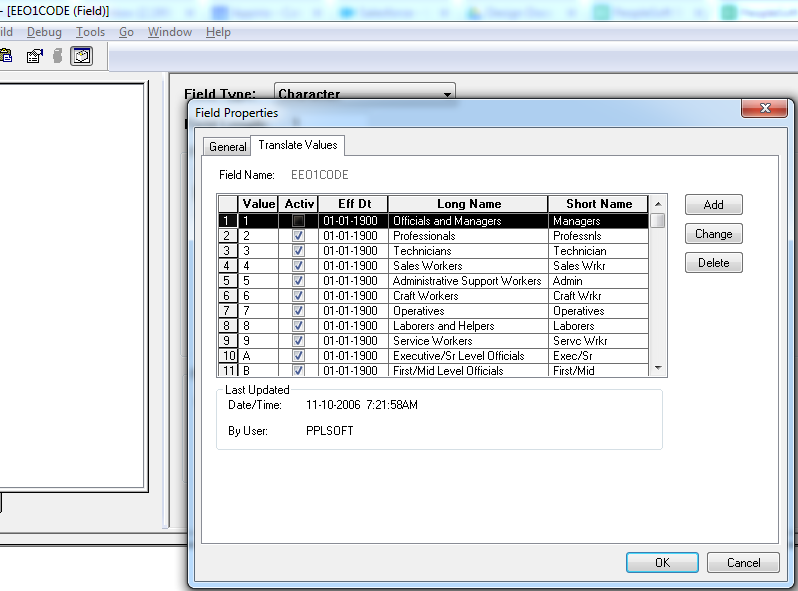 - [EEO1CODE (Field)]
ild Debug Tools Go Window Help
Field Type: Character
Field Properties
General Translate Values
Field Name: EEO1CODE
Value Activ Eff Dt Long Name Short Name
1 1 01-01-1900 Officials and Managers Managers
2 2 01-01-1900 Professionals Professnls
3 3 01-01-1900 Technicians Technician
4 4 01-01-1900 Sales Workers Sales Wrkr
5 5 01-01-1900 Administrative Support Workers Admin
6 6 01-01-1900 Craft Workers Craft Wrkr
7 7 01-01-1900 Operatives Operatives
8 8 01-01-1900 Laborers and Helpers Laborers
9 9 01-01-1900 Service Workers Servc Wrkr
10 A 01-01-1900 Executive/Sr Level Officials Exec/Sr
11 B 01-01-1900 First/Mid Level Officials First/Mid
Add
Change
Delete
Last Updated
Date/Time: 11-10-2006 7:21:58AM
By User: PPLSOFT
OK Cancel